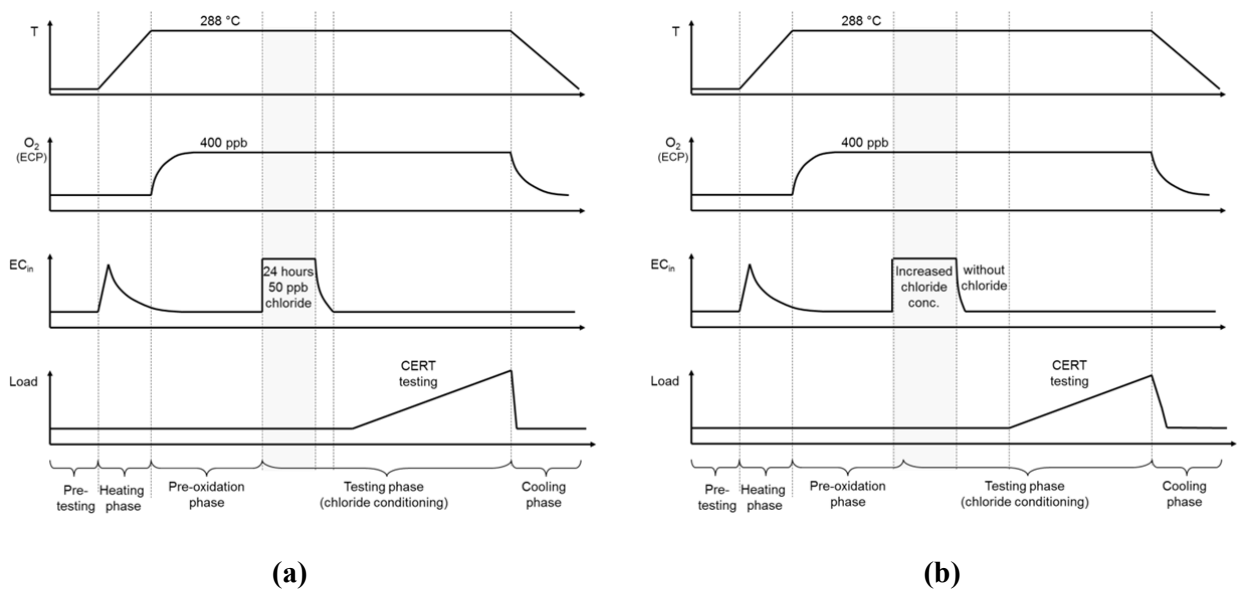 T
288 °C
O2
(ECP)
400 ppb
ECin
24 hours
50 ppb
chloride
Load
CERT
testing
Pre-
testing
Heating
phase
Pre-oxidation
phase
Testing phase
(chloride conditioning)
Cooling
phase
(a)
T
288 °C
O2
(ECP)
400 ppb
ECin
Increased
chloride
conc.
without
chloride
Load
CERT
testing
Pre-
testing
Heating
phase
Pre-oxidation
phase
Testing phase
(chloride conditioning)
Cooling
phase
(b)